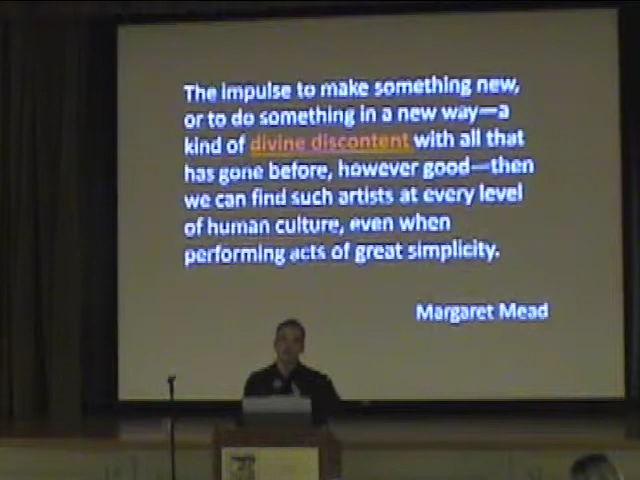 The impulse to make something new,
or to do something in a new way—a
kind of divine discontent with all that
has gone before, however good—then
we can find such artists at every level
of human culture, even when
performing acts of great simplicity.
Margaret Mead